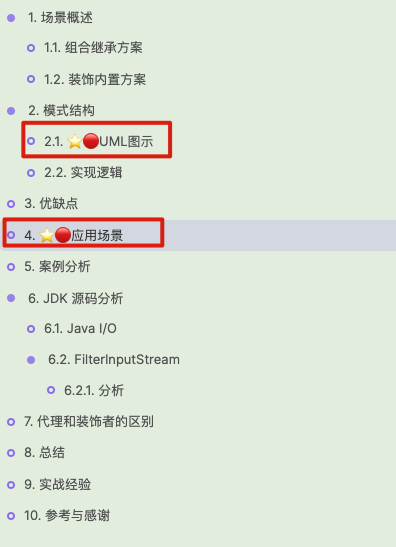 1. 场景概述
1.1. 组合继承方案
1.2. 装饰内置方案
2. 模式结构
2.1. ⭐🔴UML图示
2.2. 实现逻辑
3. 优缺点
4. ⭐🔴应用场景
5. 案例分析
6. JDK 源码分析
6.1. Java I/O
6.2. FilterInputStream
6.2.1. 分析
7. 代理和装饰者的区别
8. 总结
9. 实战经验
10. 参考与感谢